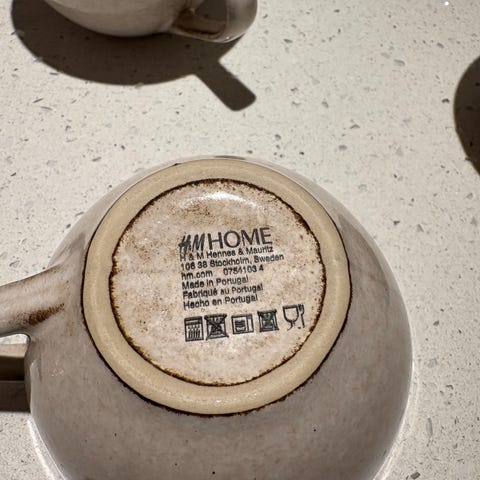 H&M HOME
H & M Hennes & Mauritz
106 38 Stockholm, Sweden
hm.com 0754103 4
Made in Portugal
Fabriqué au Portugal
Hecho en Portugal